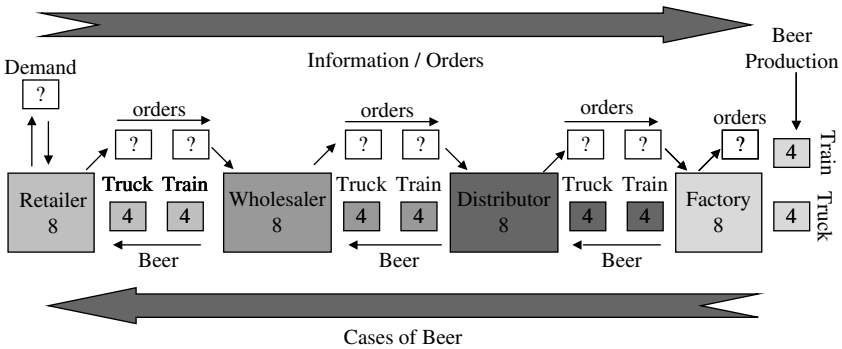 Information / Orders
Beer
Production
Demand
?
orders
? ?
orders
? ?
orders
? ?
orders
?
4
Train
Retailer
8
Truck Train
4 4
Beer
Wholesaler
8
Truck Train
4 4
Beer
Distributor
8
Truck Train
4 4
Beer
Factory
8
4
Truck
Cases of Beer